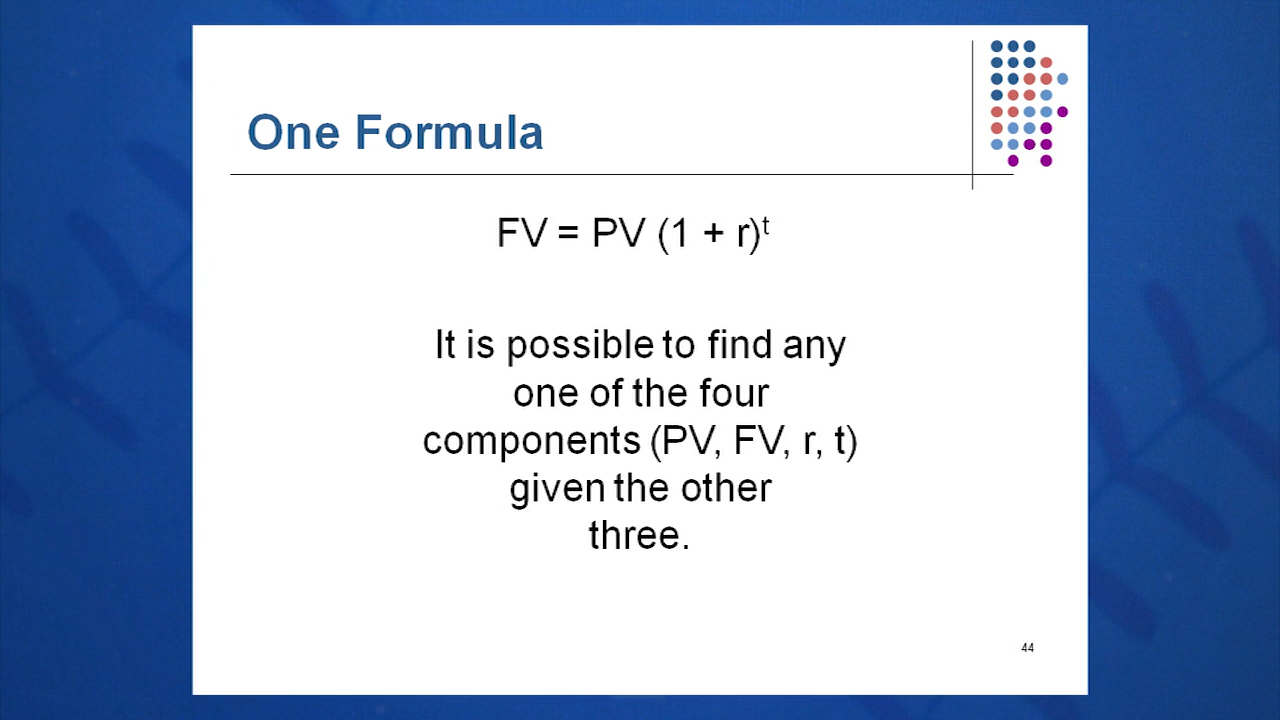 One Formula
FV = PV (1 + r)ᵗ
It is possible to find any
one of the four
components (PV, FV, r, t)
given the other
three.
44